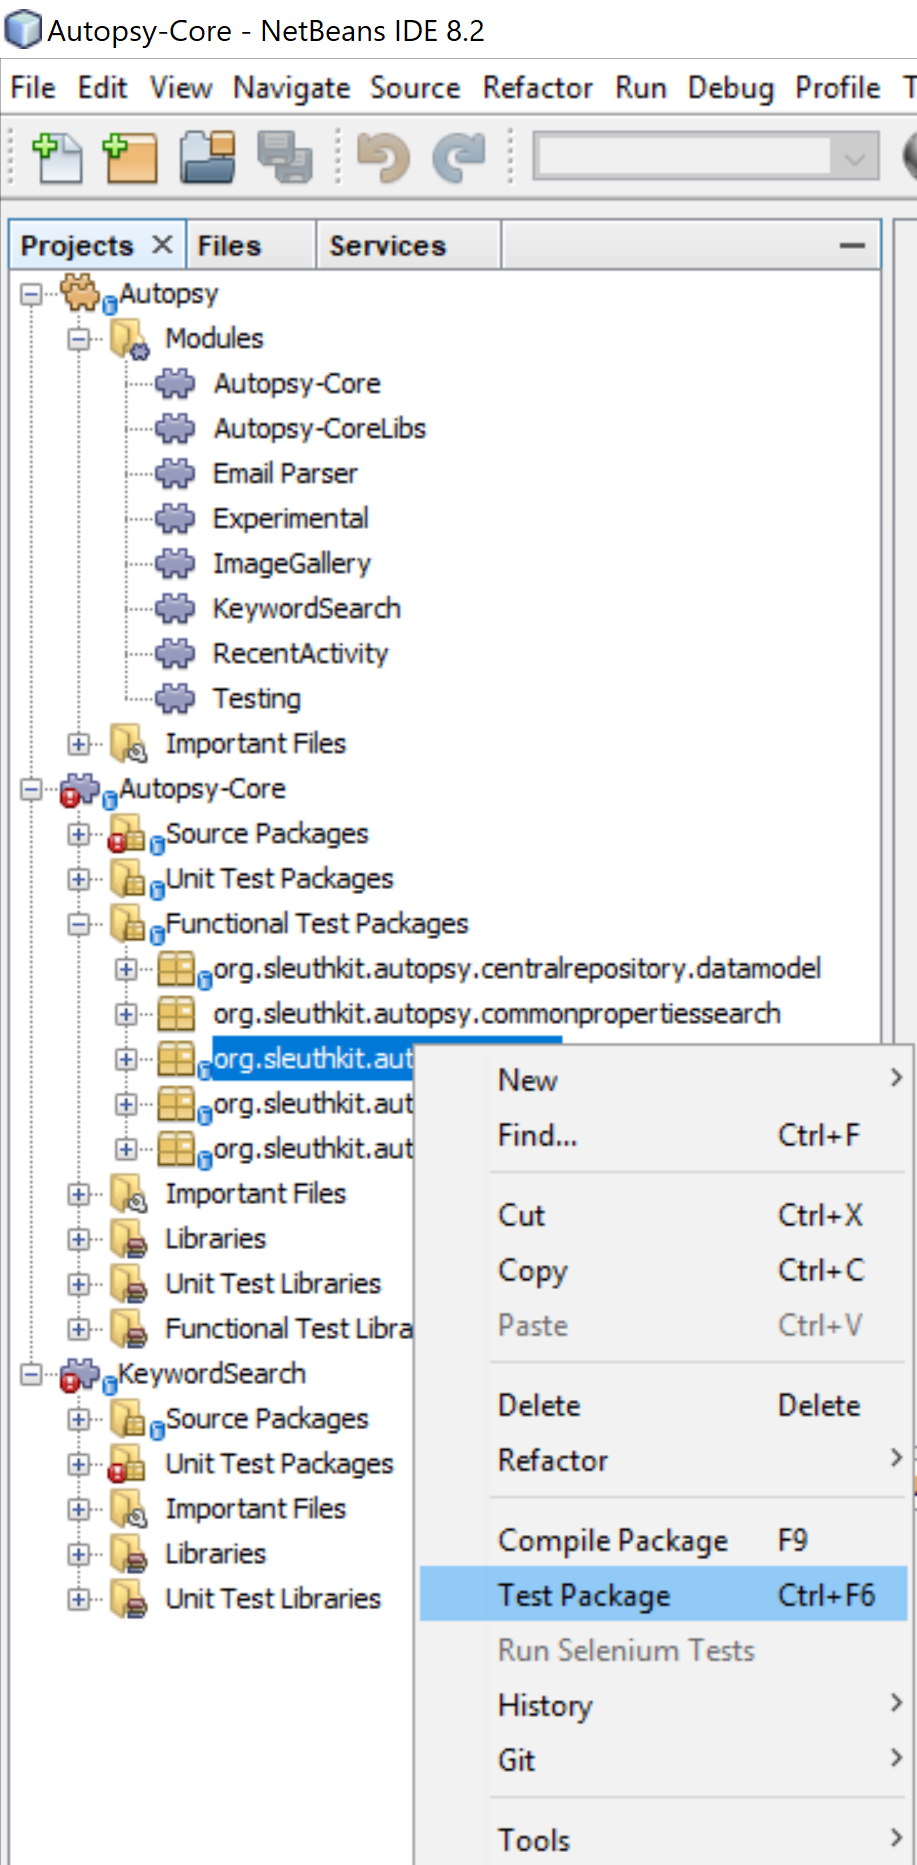 Autopsy-Core - NetBeans IDE 8.2
File Edit View Navigate Source Refactor Run Debug Profile
Projects Files Services
Autopsy
Modules
Autopsy-Core
Autopsy-CoreLibs
Email Parser
Experimental
ImageGallery
KeywordSearch
RecentActivity
Testing
Important Files
Autopsy-Core
Source Packages
Unit Test Packages
Functional Test Packages
org.sleuthkit.autopsy.centralrepository.datamodel
org.sleuthkit.autopsy.commonpropertiessearch
org.sleuthkit.aut
org.sleuthkit.aut
org.sleuthkit.aut
Important Files
Libraries
Unit Test Libraries
Functional Test Libra
KeywordSearch
Source Packages
Unit Test Packages
Important Files
Libraries
Unit Test Libraries
New
Find... Ctrl+F
Cut Ctrl+X
Copy Ctrl+C
Paste Ctrl+V
Delete Delete
Refactor
Compile Package F9
Test Package Ctrl+F6
Run Selenium Tests
History
Git
Tools